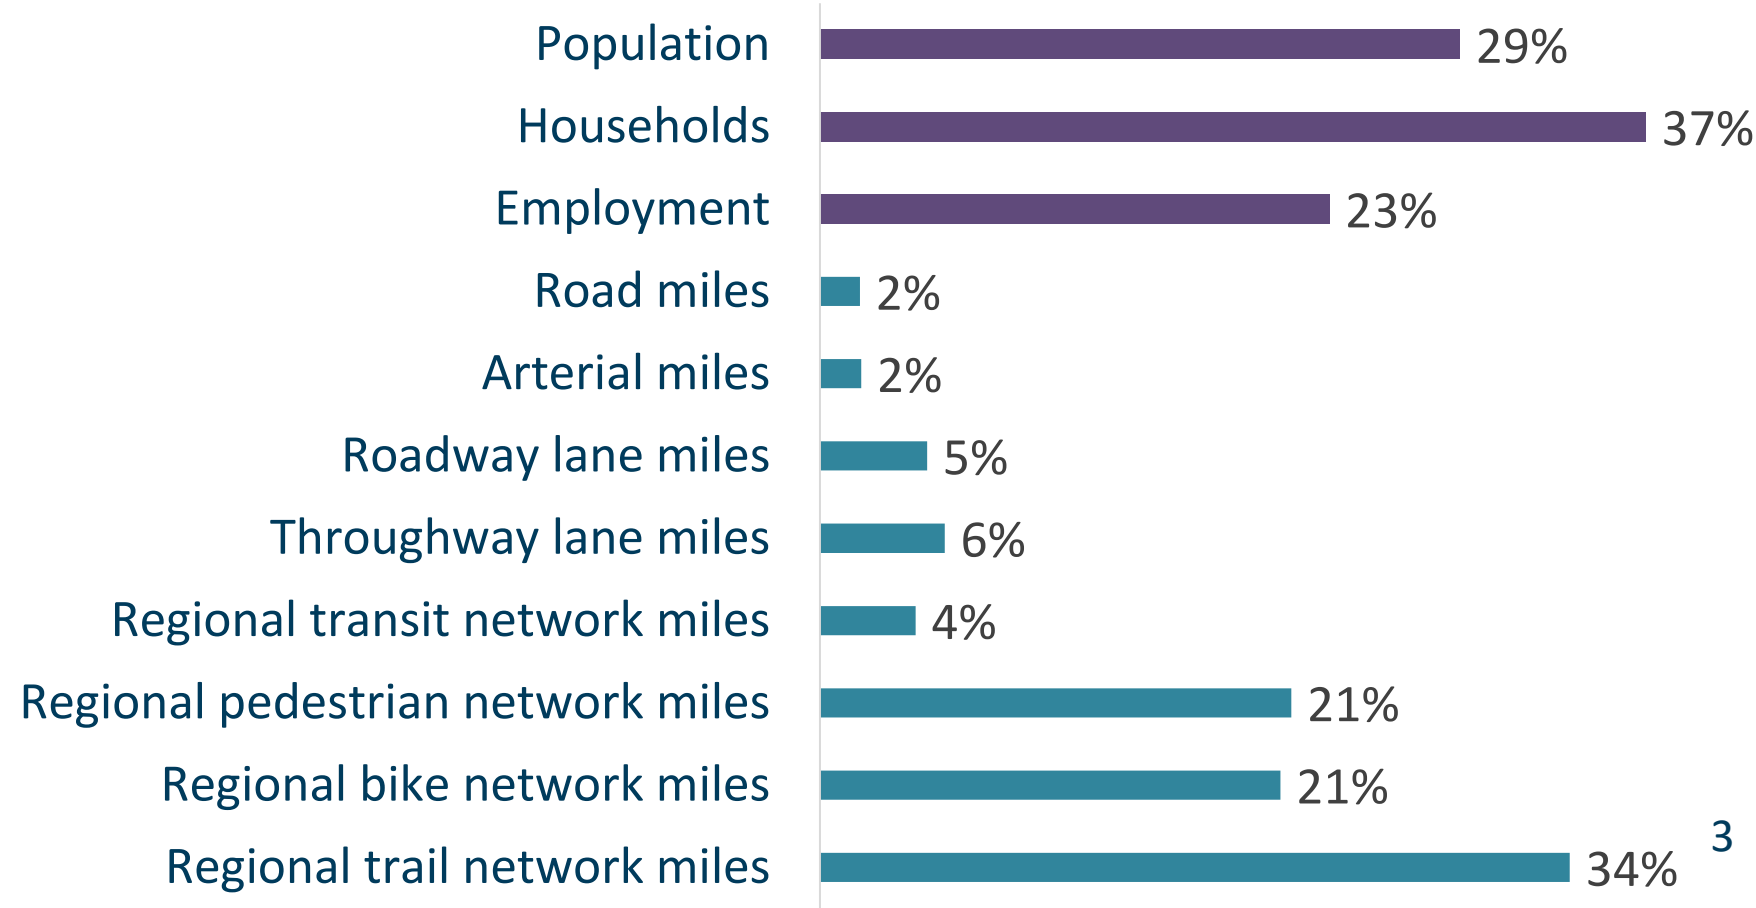 Population 29%
Households 37%
Employment 23%
Road miles 2%
Arterial miles 2%
Roadway lane miles 5%
Throughway lane miles 6%
Regional transit network miles 4%
Regional pedestrian network miles 21%
Regional bike network miles 21%
3
Regional trail network miles 34%